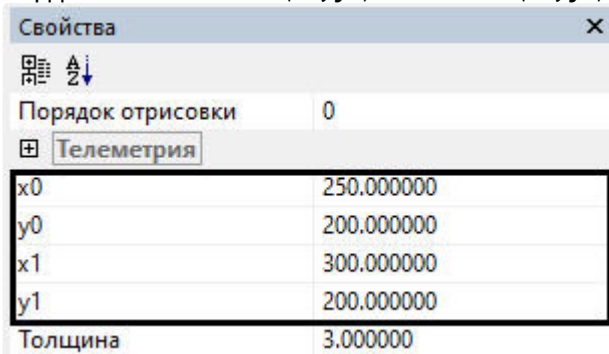 Свойства
Порядок отрисовки 0
Телеметрия
x0 250.000000
y0 200.000000
x1 300.000000
y1 200.000000
Толщина 3.000000